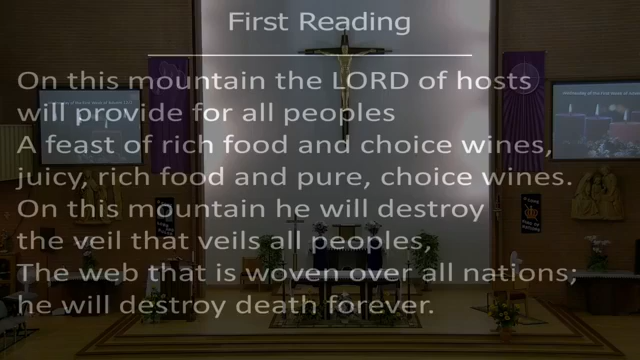 First Reading
On this mountain the LORD of hosts
will provide for all peoples
A feast of rich food and choice wines,
juicy, rich food and pure, choice wines.
On this mountain he will destroy
the veil that veils all peoples,
The web that is woven over all nations;
he will destroy death forever.